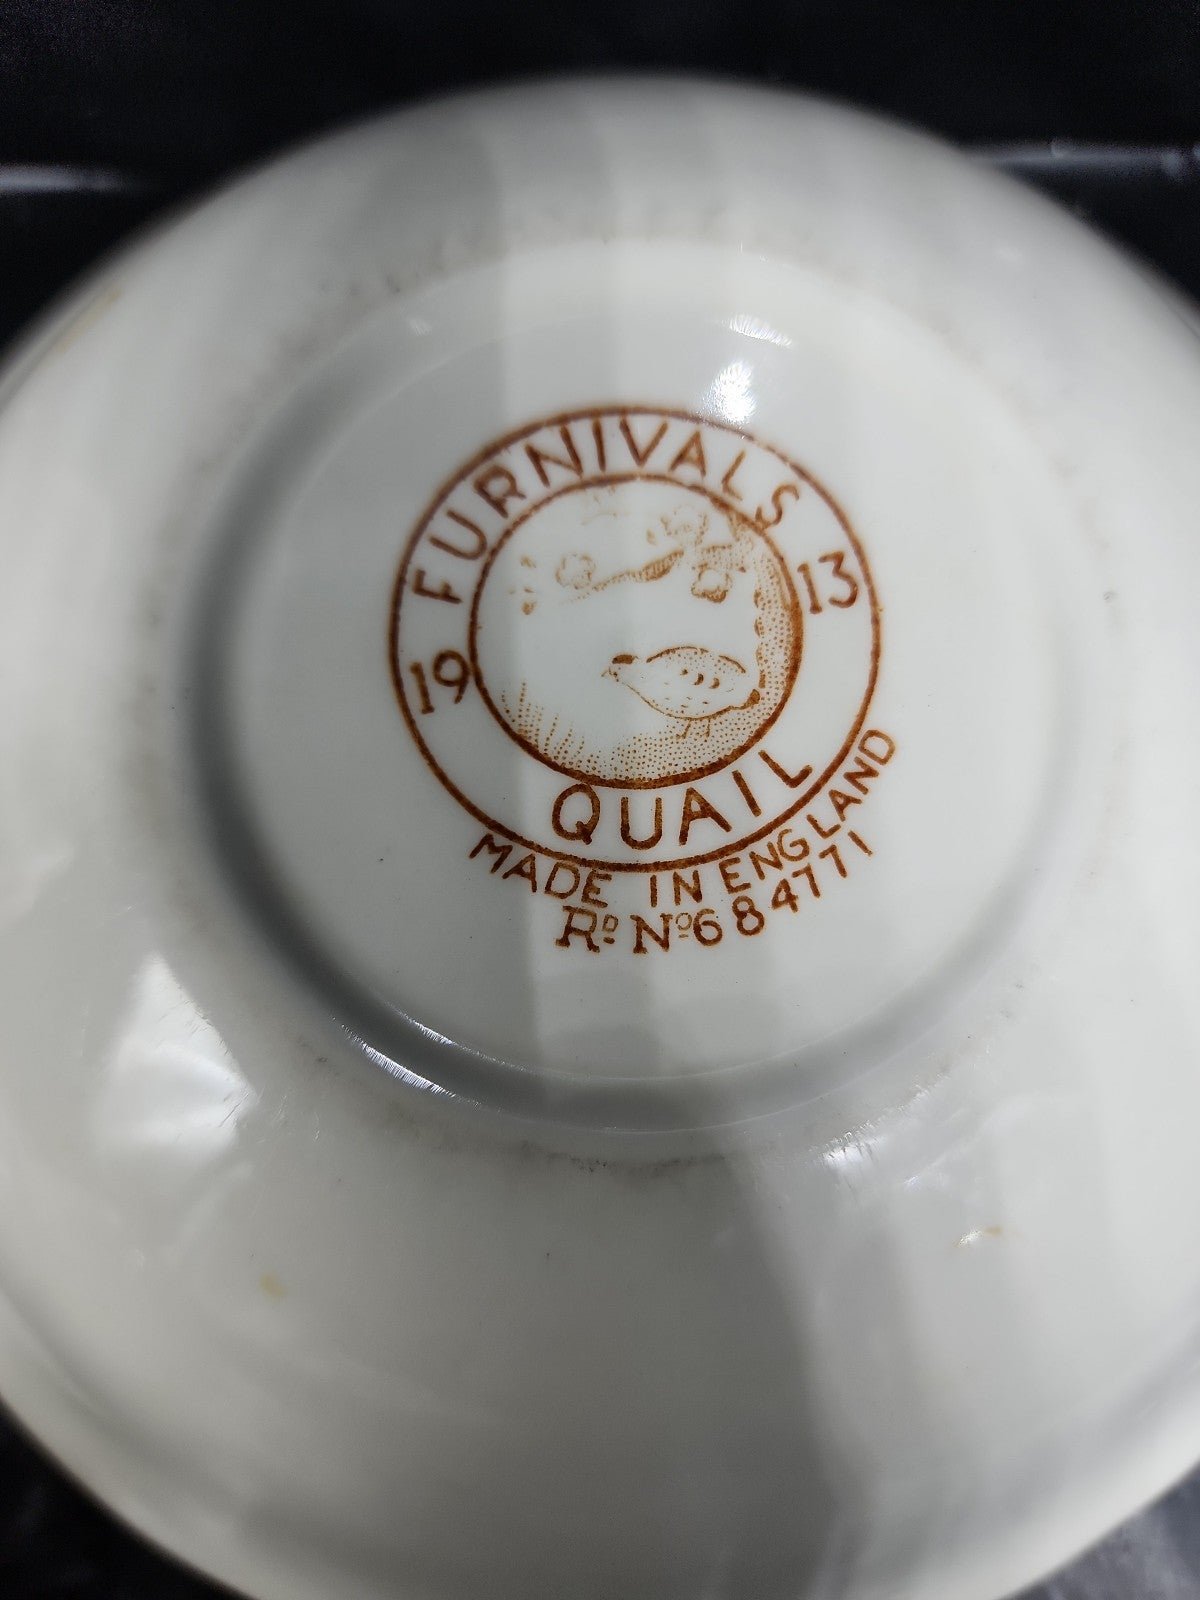 FURNIVALS
19 13
QUAIL
MADE IN ENGLAND
Rᴰ Nº 684771